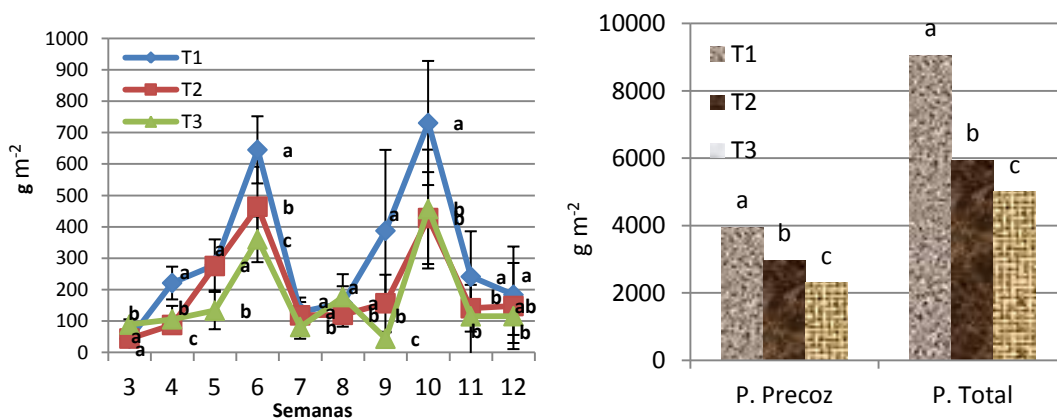 1000
900
800
700
600
500
400
300
200
100
0
g m-2
T1
T2
T3
b
a
a
a
b
c
a
a
b
a
b
c
a
a
b
a
a
b
a
b
c
a
b
b
a
b
b
a
ab
b
3 4 5 6 7 8 9 10 11 12
Semanas
10000
8000
6000
4000
2000
0
g m-2
T1
T2
T3
a
b
c
a
b
c
P. Precoz P. Total